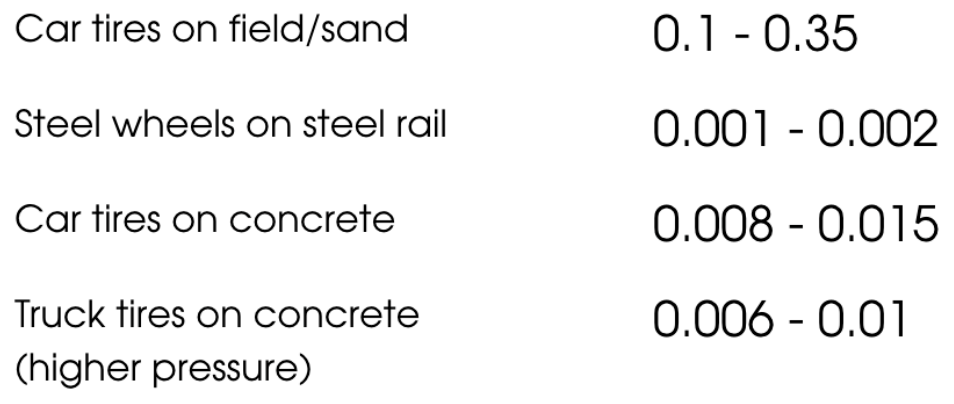 Car tires on field/sand 0.1 - 0.35
Steel wheels on steel rail 0.001 - 0.002
Car tires on concrete 0.008 - 0.015
Truck tires on concrete 0.006 - 0.01
(higher pressure)